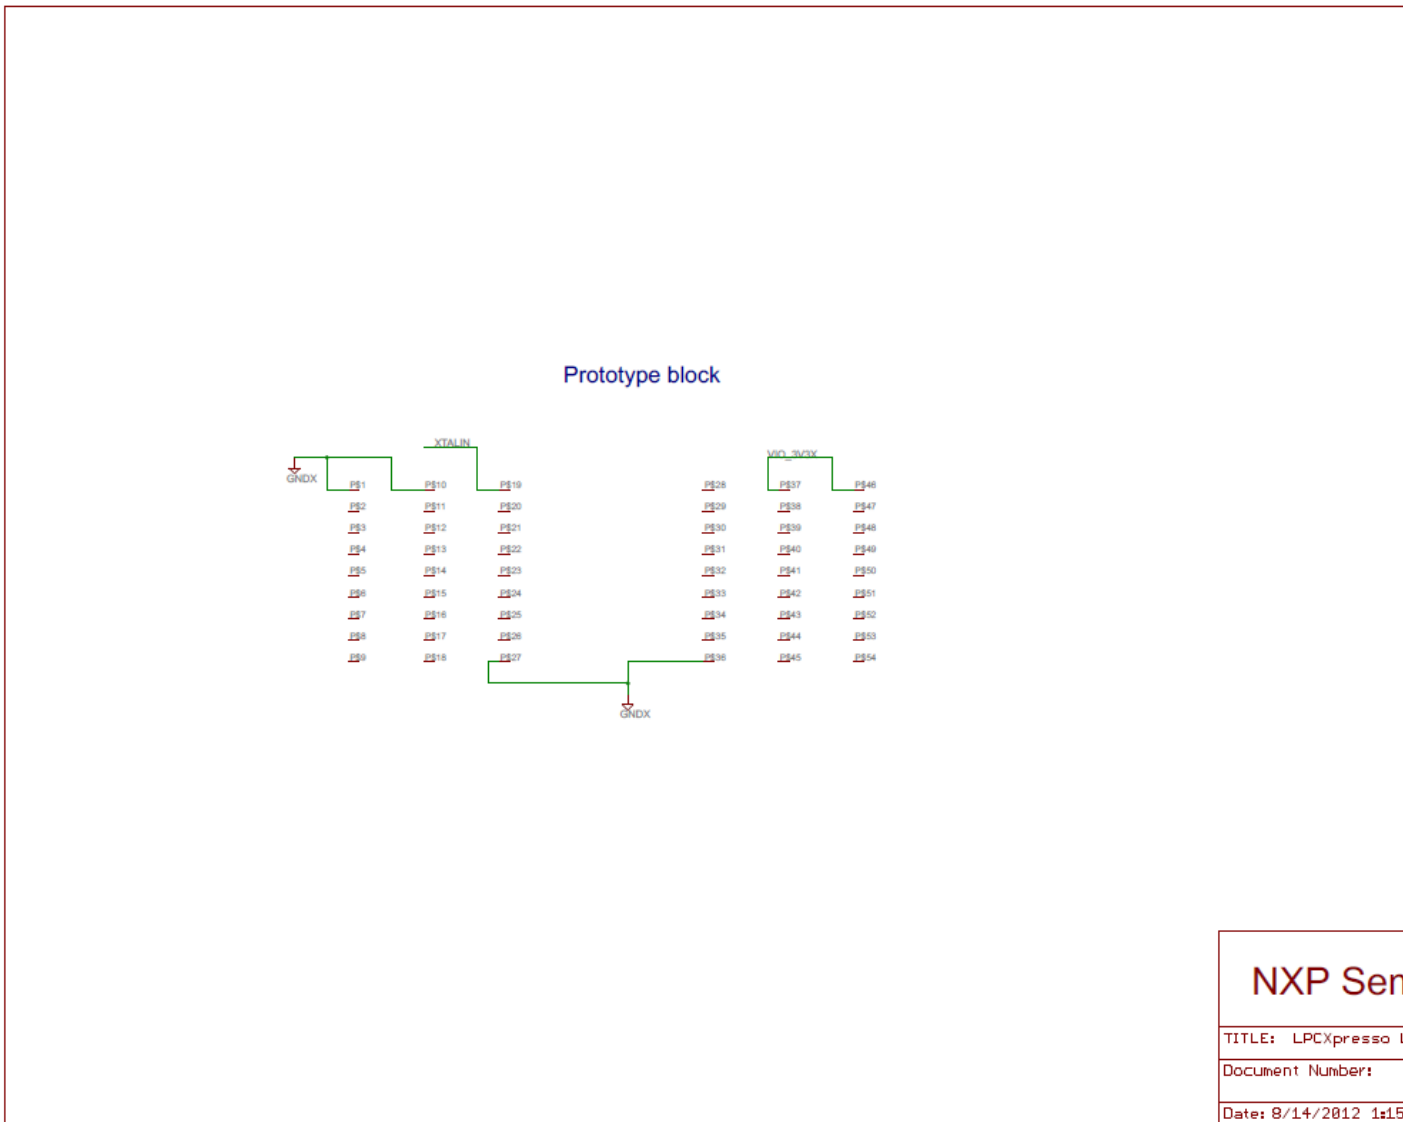 Prototype block
XTALIN
VIO_3V3X
GNDX
P$1 P$10 P$19 P$28 P$37 P$46
P$2 P$11 P$20 P$29 P$38 P$47
P$3 P$12 P$21 P$30 P$39 P$48
P$4 P$13 P$22 P$31 P$40 P$49
P$5 P$14 P$23 P$32 P$41 P$50
P$6 P$15 P$24 P$33 P$42 P$51
P$7 P$16 P$25 P$34 P$43 P$52
P$8 P$17 P$26 P$35 P$44 P$53
P$9 P$18 P$27 P$36 P$45 P$54
GNDX
NXP Sem
TITLE: LPCXpresso L
Document Number:
Date: 8/14/2012 1:15